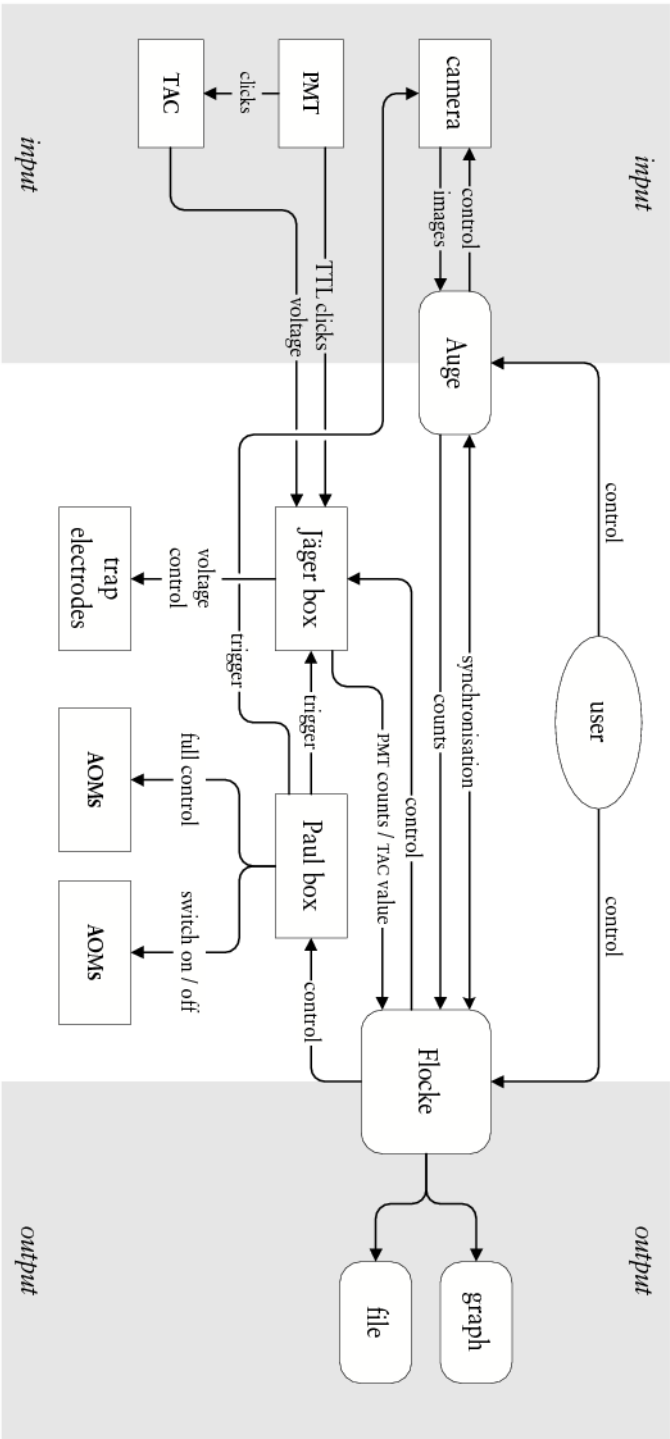 input
output
user
control
control
camera
control
images
Auge
synchronisation
counts
Flocke
graph
file
PMT
clicks
TAC
TTL clicks
voltage
Jäger box
control
PMT counts / TAC value
trigger
Paul box
control
trigger
voltage
control
full control
switch on / off
trap
electrodes
AOMs
AOMs
input
output